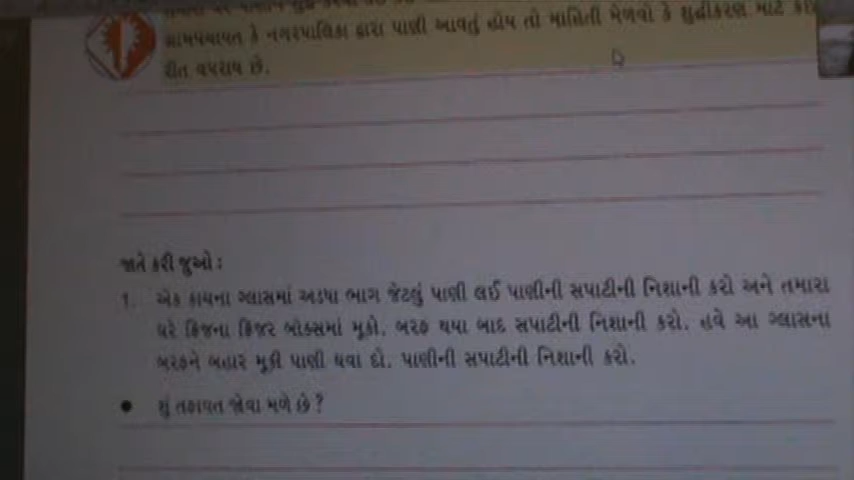 ગ્રામપંચાયત કે નગરપાલિકા દ્વારા પાણી આવતું હોય તો માહિતી મેળવો કે શુદ્ધીકરણ માટે
રીત વપરાય છે.
જાતે કરી જુઓ :
1. એક કાચના ગ્લાસમાં અડધા ભાગ જેટલું પાણી લઈ પાણીની સપાટીની નિશાની કરો અને તમારા
ઘરે ફ્રિજના ફ્રિજર બોક્સમાં મૂકો. બરફ થયા બાદ સપાટીની નિશાની કરો. હવે આ ગ્લાસના
બરફને બહાર મૂકી પાણી થવા દો. પાણીની સપાટીની નિશાની કરો.
● શું તફાવત જોવા મળે છે ?